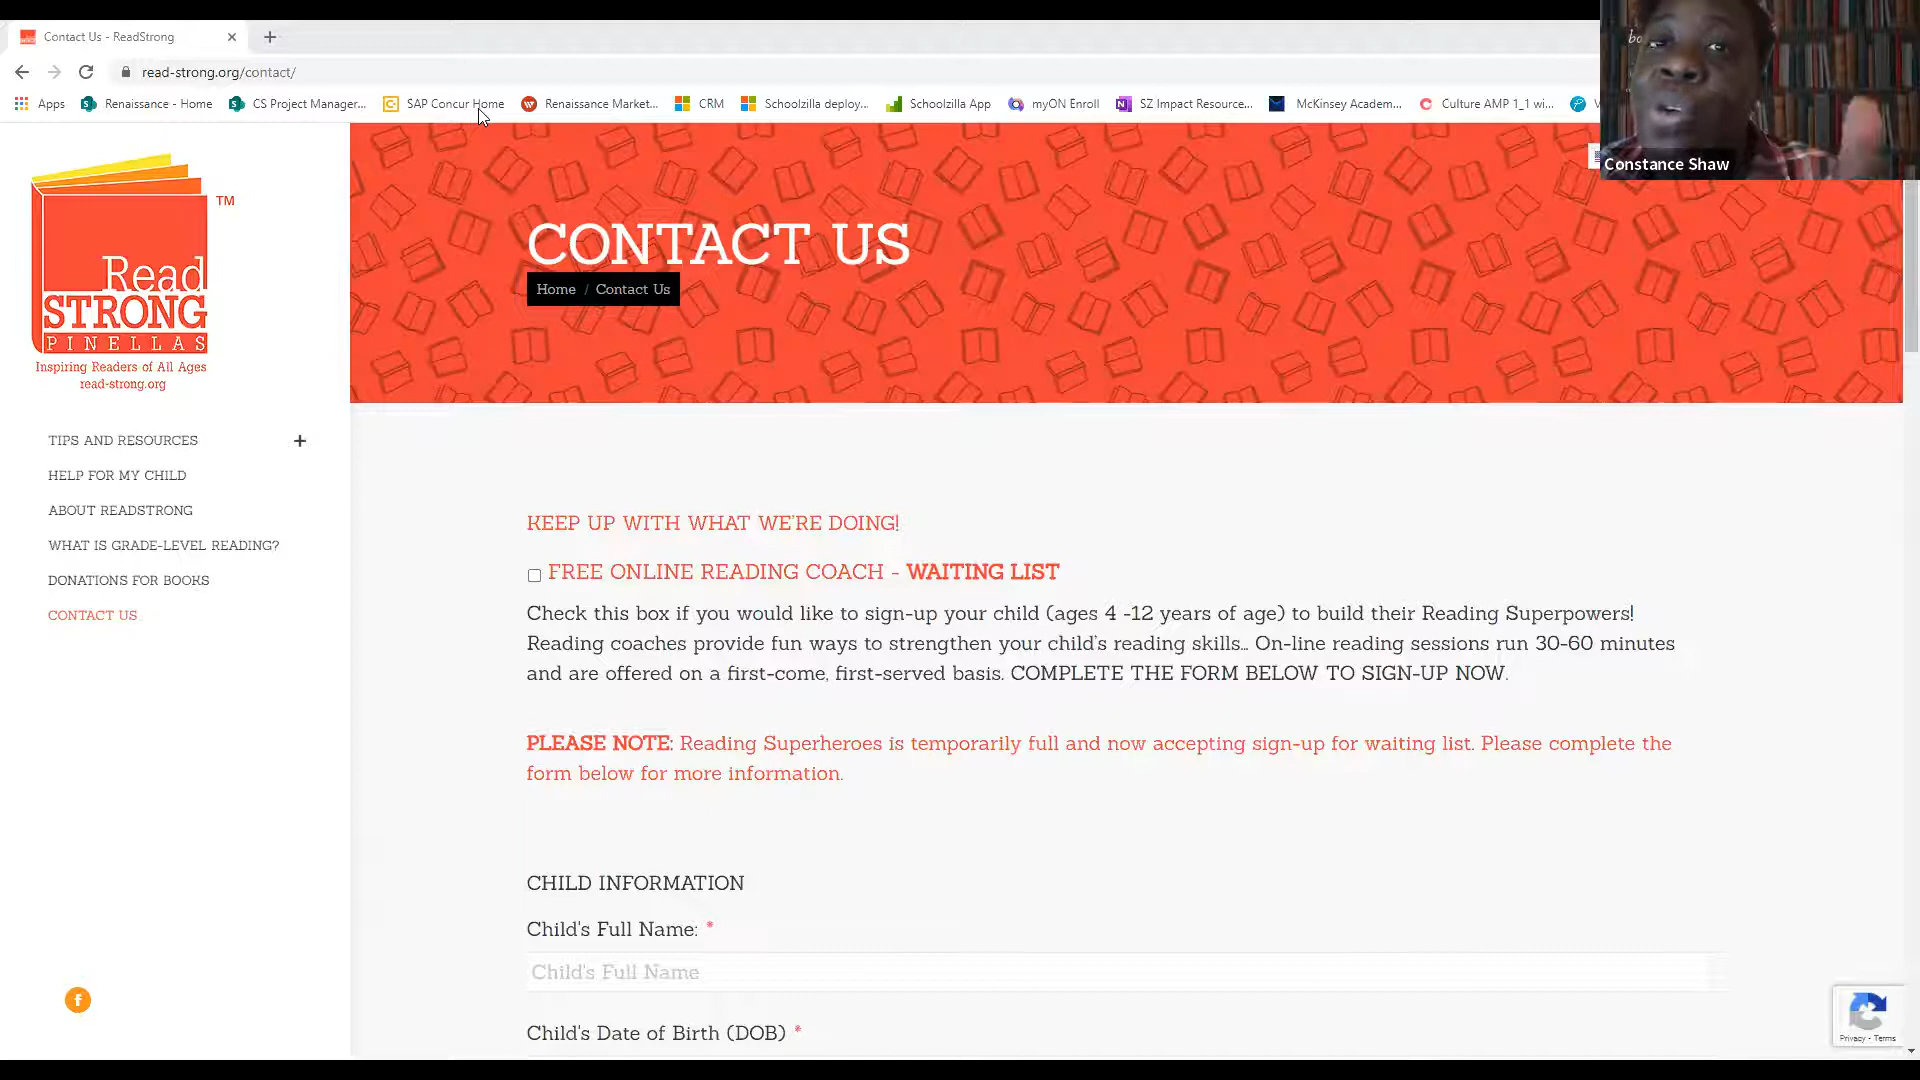 Contact Us - ReadStrong
read-strong.org/contact/
Apps
Renaissance - Home
CS Project Manager...
SAP Concur Home
Renaissance Market...
CRM
Schoolzilla deploy...
Schoolzilla App
myON Enroll
SZ Impact Resource...
McKinsey Academ...
Culture AMP 1_1 wi...
Constance Shaw
Read
STRONG
PINELLAS
TM
Inspiring Readers of All Ages
read-strong.org
TIPS AND RESOURCES
HELP FOR MY CHILD
ABOUT READSTRONG
WHAT IS GRADE-LEVEL READING?
DONATIONS FOR BOOKS
CONTACT US
CONTACT US
Home / Contact Us
KEEP UP WITH WHAT WE'RE DOING!
FREE ONLINE READING COACH - WAITING LIST
Check this box if you would like to sign-up your child (ages 4 -12 years of age) to build their Reading Superpowers!
Reading coaches provide fun ways to strengthen your child's reading skills... On-line reading sessions run 30-60 minutes
and are offered on a first-come, first-served basis. COMPLETE THE FORM BELOW TO SIGN-UP NOW.
PLEASE NOTE: Reading Superheroes is temporarily full and now accepting sign-up for waiting list. Please complete the
form below for more information.
CHILD INFORMATION
Child's Full Name: *
Child's Full Name
Child's Date of Birth (DOB) *
Privacy - Terms